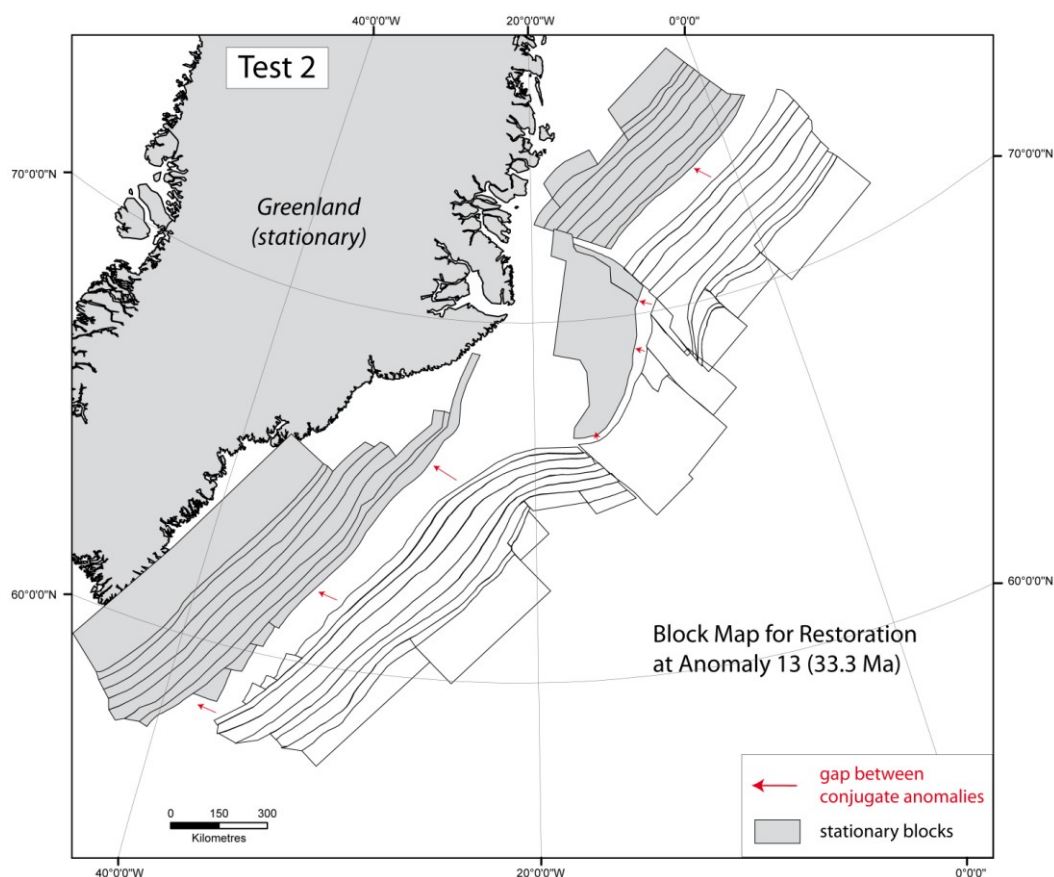 40°0'0"W
20°0'0"W
0°0'0"
Test 2
70°0'0"N
70°0'0"N
Greenland
(stationary)
60°0'0"N
60°0'0"N
Block Map for Restoration
at Anomaly 13 (33.3 Ma)
gap between
conjugate anomalies
stationary blocks
0 150 300
Kilometres
40°0'0"W
20°0'0"W
0°0'0"